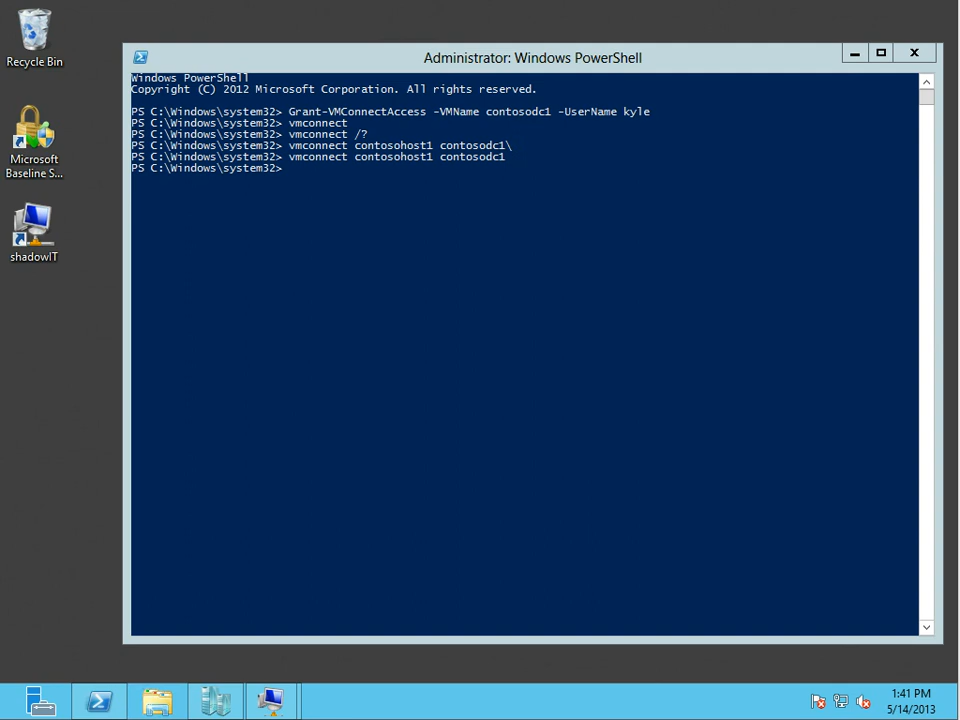 Recycle Bin
Microsoft
Baseline S...
shadowIT
Administrator: Windows PowerShell
Windows PowerShell
Copyright (C) 2012 Microsoft Corporation. All rights reserved.
PS C:\Windows\system32> Grant-VMConnectAccess -VMName contosodc1 -UserName kyle
PS C:\Windows\system32> vmconnect
PS C:\Windows\system32> vmconnect /?
PS C:\Windows\system32> vmconnect contosohost1 contosodc1\
PS C:\Windows\system32> vmconnect contosohost1 contosodc1
PS C:\Windows\system32>
1:41 PM
5/14/2013